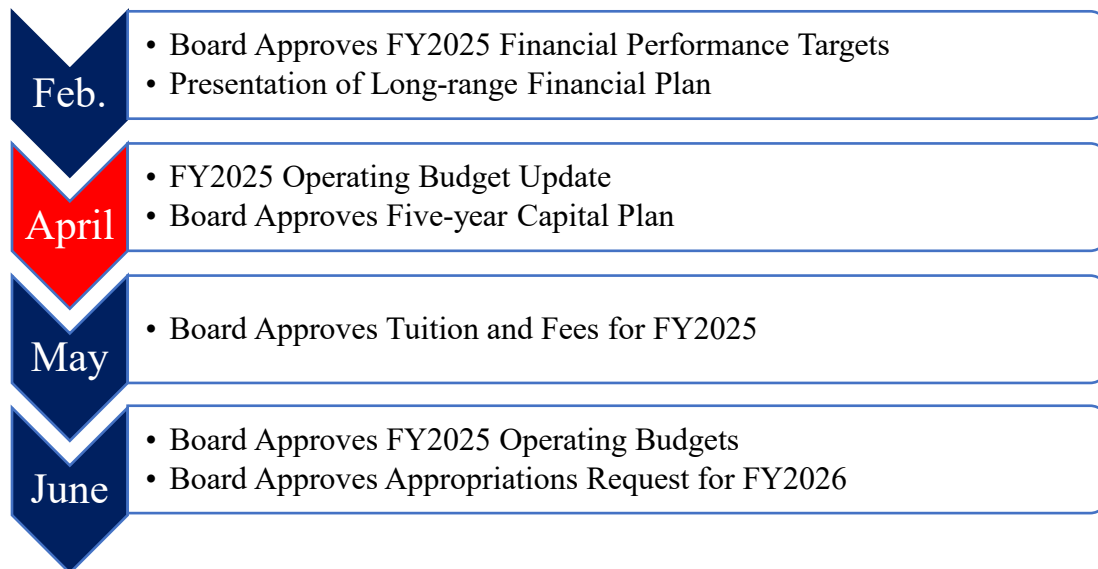 Feb.
• Board Approves FY2025 Financial Performance Targets
• Presentation of Long-range Financial Plan
April
• FY2025 Operating Budget Update
• Board Approves Five-year Capital Plan
May
• Board Approves Tuition and Fees for FY2025
June
• Board Approves FY2025 Operating Budgets
• Board Approves Appropriations Request for FY2026